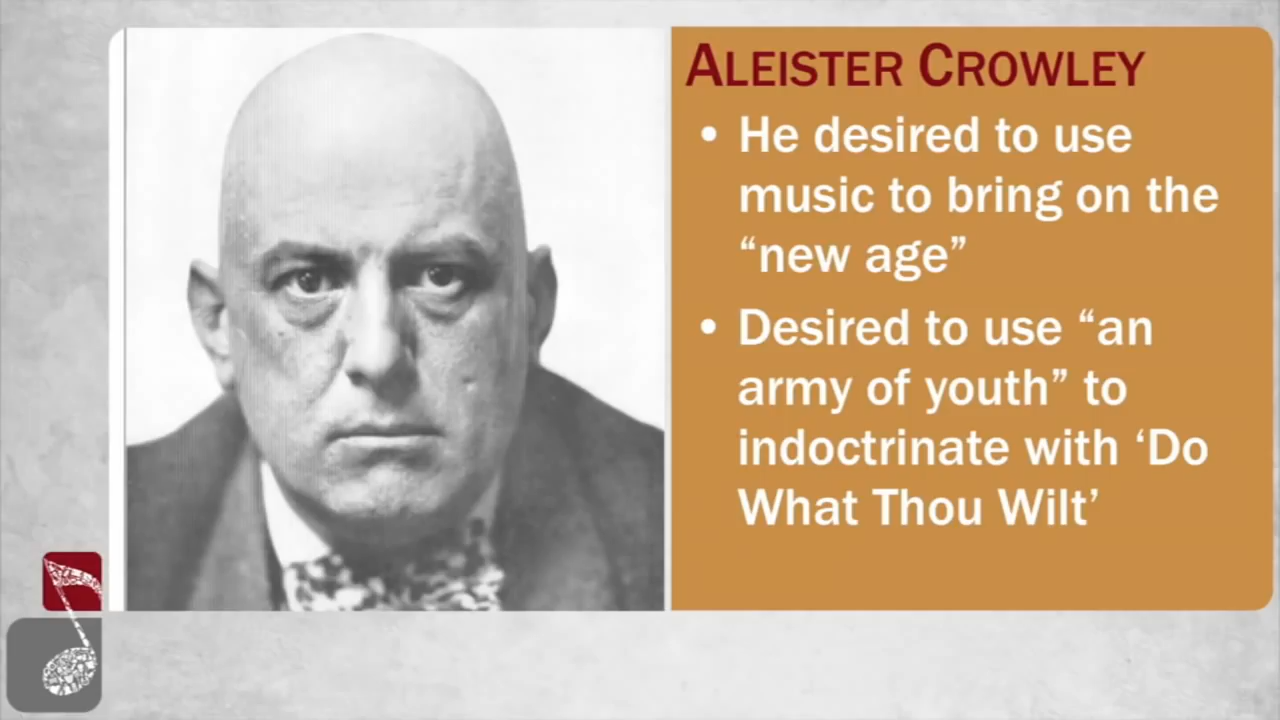 ALEISTER CROWLEY
• He desired to use
music to bring on the
“new age”
• Desired to use “an
army of youth” to
indoctrinate with ‘Do
What Thou Wilt’